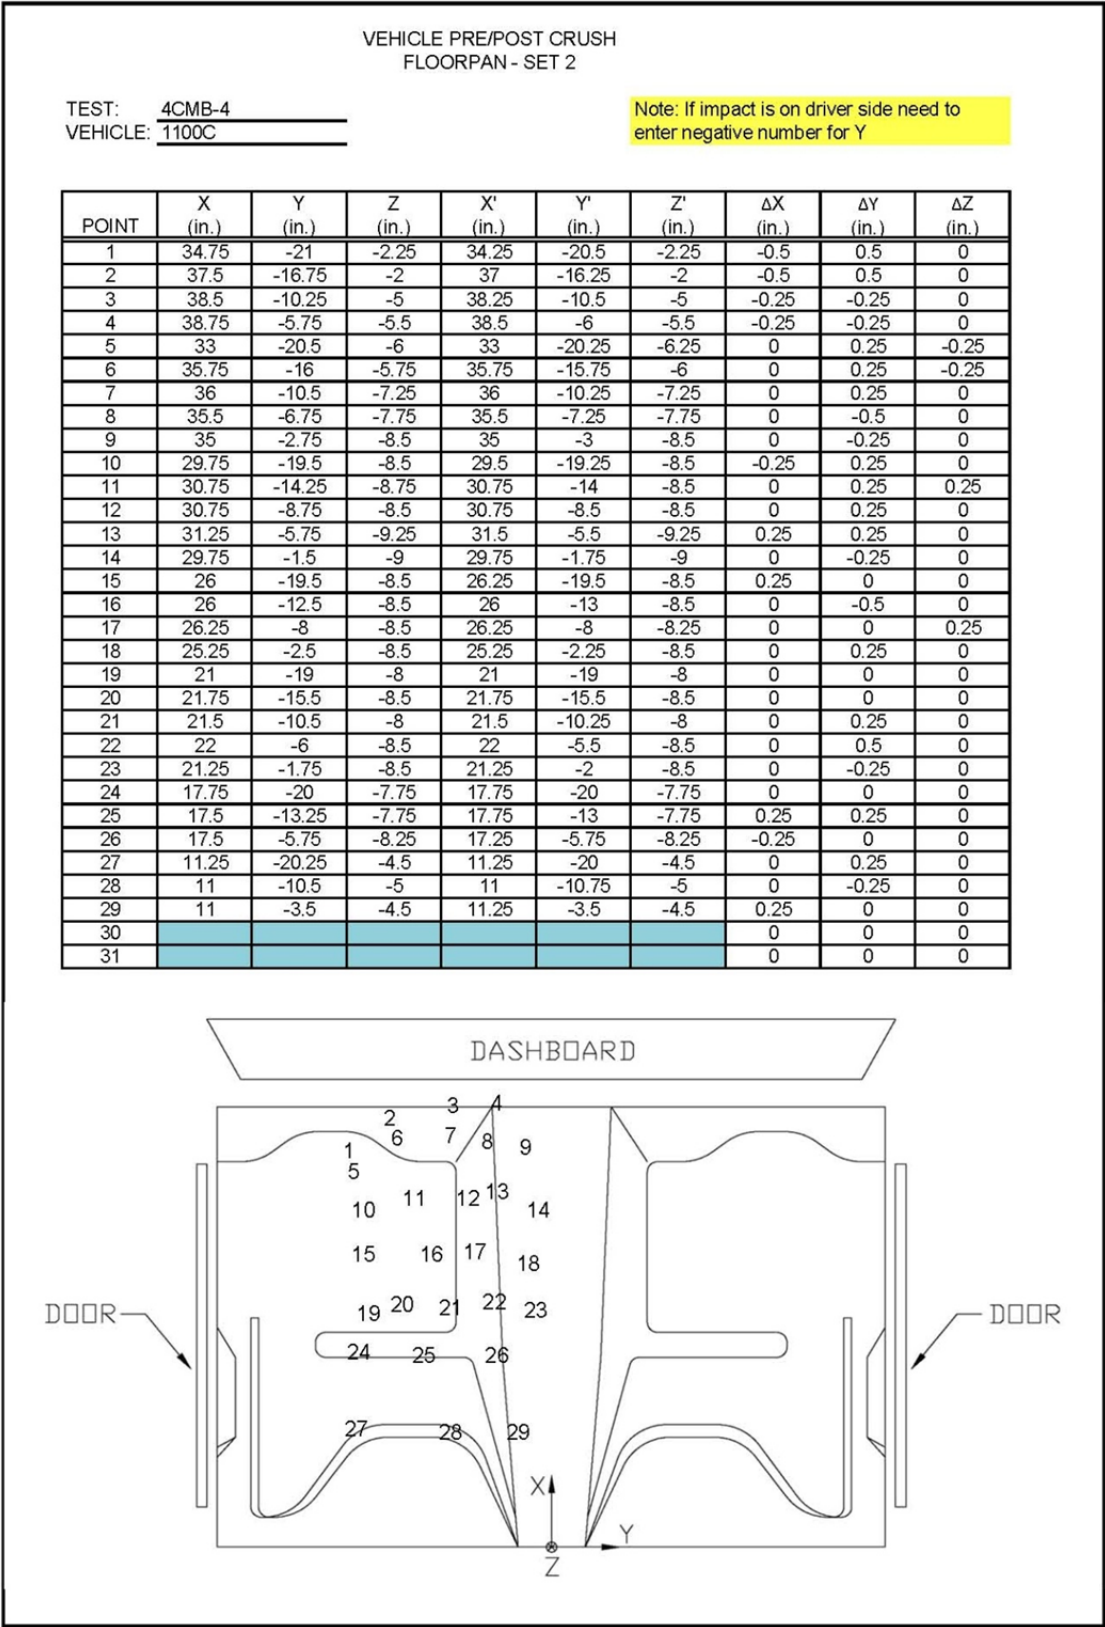 VEHICLE PRE/POST CRUSH
FLOORPAN - SET 2
TEST: 4CMB-4
VEHICLE: 1100C
Note: If impact is on driver side need to
enter negative number for Y
POINT X (in.) Y (in.) Z (in.) X' (in.) Y' (in.) Z' (in.) ΔX (in.) ΔY (in.) ΔZ (in.)
1 34.75 -21 -2.25 34.25 -20.5 -2.25 -0.5 0.5 0
2 37.5 -16.75 -2 37 -16.25 -2 -0.5 0.5 0
3 38.5 -10.25 -5 38.25 -10.5 -5 -0.25 -0.25 0
4 38.75 -5.75 -5.5 38.5 -6 -5.5 -0.25 -0.25 0
5 33 -20.5 -6 33 -20.25 -6.25 0 0.25 -0.25
6 35.75 -16 -5.75 35.75 -15.75 -6 0 0.25 -0.25
7 36 -10.5 -7.25 36 -10.25 -7.25 0 0.25 0
8 35.5 -6.75 -7.75 35.5 -7.25 -7.75 0 -0.5 0
9 35 -2.75 -8.5 35 -3 -8.5 0 -0.25 0
10 29.75 -19.5 -8.5 29.5 -19.25 -8.5 -0.25 0.25 0
11 30.75 -14.25 -8.75 30.75 -14 -8.5 0 0.25 0.25
12 30.75 -8.75 -8.5 30.75 -8.5 -8.5 0 0.25 0
13 31.25 -5.75 -9.25 31.5 -5.5 -9.25 0.25 0.25 0
14 29.75 -1.5 -9 29.75 -1.75 -9 0 -0.25 0
15 26 -19.5 -8.5 26.25 -19.5 -8.5 0.25 0 0
16 26 -12.5 -8.5 26 -13 -8.5 0 -0.5 0
17 26.25 -8 -8.5 26.25 -8 -8.25 0 0 0.25
18 25.25 -2.5 -8.5 25.25 -2.25 -8.5 0 0.25 0
19 21 -19 -8 21 -19 -8 0 0 0
20 21.75 -15.5 -8.5 21.75 -15.5 -8.5 0 0 0
21 21.5 -10.5 -8 21.5 -10.25 -8 0 0.25 0
22 22 -6 -8.5 22 -5.5 -8.5 0 0.5 0
23 21.25 -1.75 -8.5 21.25 -2 -8.5 0 -0.25 0
24 17.75 -20 -7.75 17.75 -20 -7.75 0 0 0
25 17.5 -13.25 -7.75 17.75 -13 -7.75 0.25 0.25 0
26 17.5 -5.75 -8.25 17.25 -5.75 -8.25 -0.25 0 0
27 11.25 -20.25 -4.5 11.25 -20 -4.5 0 0.25 0
28 11 -10.5 -5 11 -10.75 -5 0 -0.25 0
29 11 -3.5 -4.5 11.25 -3.5 -4.5 0.25 0 0
30 0 0 0
31 0 0 0
DASHBOARD
3 4
2
6 7 8 9
1
5
11 12 13
10 14
15 16 17 18
19 20 21 22 23
DOOR DOOR
24 25 26
27 28 29
X
Y
Z